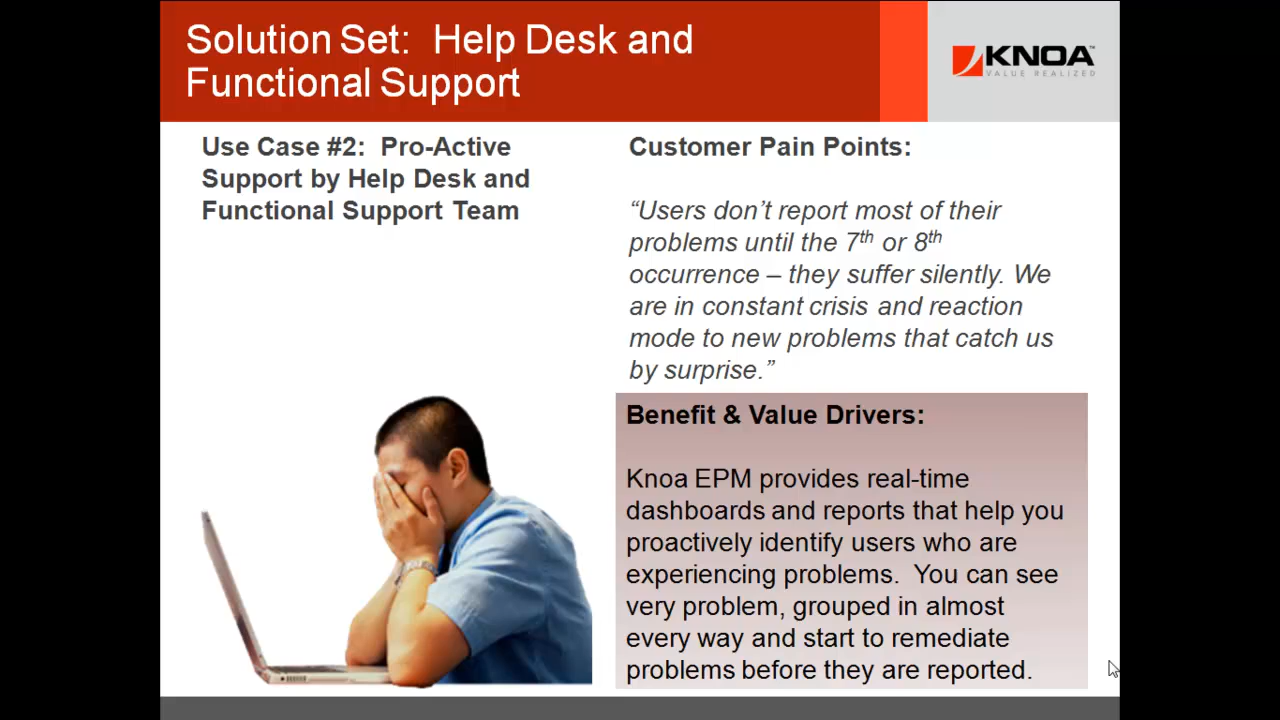 Solution Set:  Help Desk and
Functional Support
KNOA™
VALUE REALIZED
Use Case #2:  Pro-Active
Support by Help Desk and
Functional Support Team
Customer Pain Points:
“Users don’t report most of their
problems until the 7th or 8th
occurrence – they suffer silently. We
are in constant crisis and reaction
mode to new problems that catch us
by surprise.”
Benefit & Value Drivers:
Knoa EPM provides real-time
dashboards and reports that help you
proactively identify users who are
experiencing problems.  You can see
very problem, grouped in almost
every way and start to remediate
problems before they are reported.